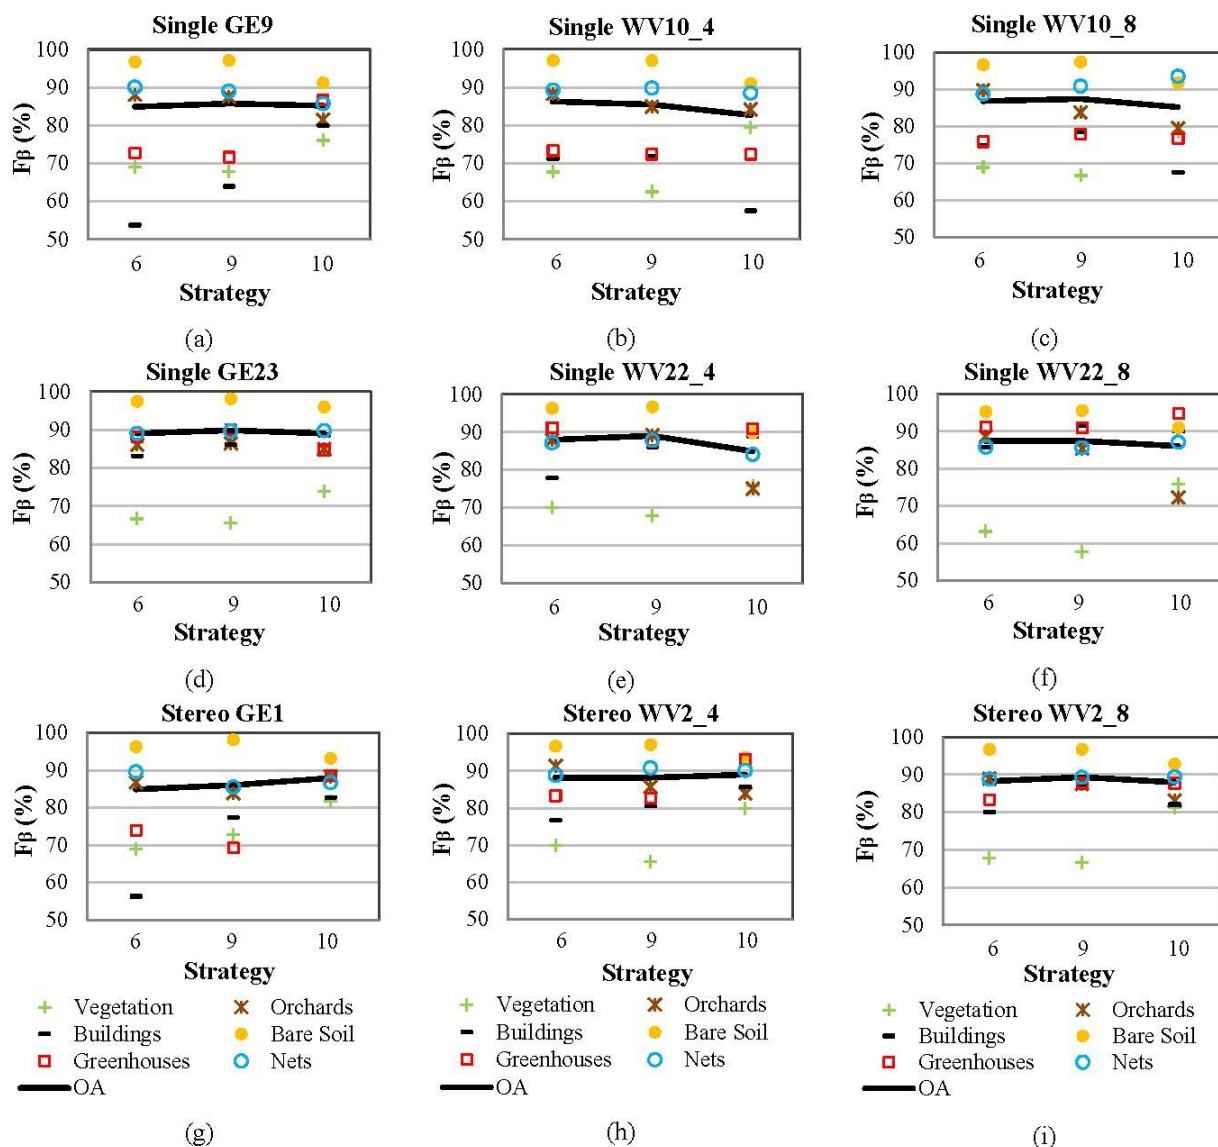 Single GE9
Single WV10_4
Single WV10_8
Fβ (%)
100
90
80
70
60
50
6 9 10
Strategy
Fβ (%)
100
90
80
70
60
50
6 9 10
Strategy
Fβ (%)
100
90
80
70
60
50
6 9 10
Strategy
(a)
(b)
(c)
Single GE23
Single WV22_4
Single WV22_8
Fβ (%)
100
90
80
70
60
50
6 9 10
Strategy
Fβ (%)
100
90
80
70
60
50
6 9 10
Strategy
Fβ (%)
100
90
80
70
60
50
6 9 10
Strategy
(d)
(e)
(f)
Stereo GE1
Stereo WV2_4
Stereo WV2_8
Fβ (%)
100
90
80
70
60
50
6 9 10
Strategy
Vegetation Orchards
Buildings Bare Soil
Greenhouses Nets
OA
(g)
Fβ (%)
100
90
80
70
60
50
6 9 10
Strategy
Vegetation Orchards
Buildings Bare Soil
Greenhouses Nets
OA
(h)
Fβ (%)
100
90
80
70
60
50
6 9 10
Strategy
Vegetation Orchards
Buildings Bare Soil
Greenhouses Nets
OA
(i)